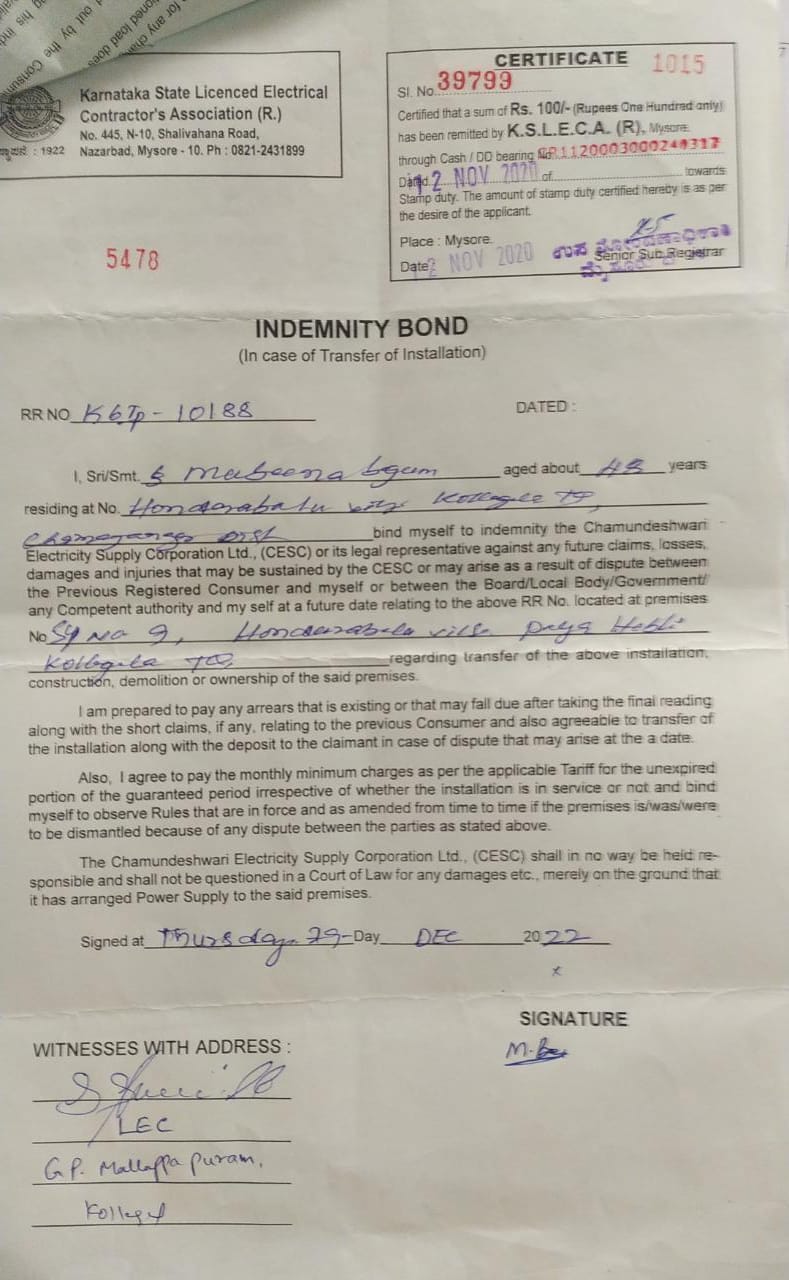 Karnataka State Licenced Electrical
Contractor's Association (R.)
No. 445, N-10, Shalivahana Road,
: 1922 Nazarbad, Mysore - 10. Ph : 0821-2431899
5478
CERTIFICATE 1015
Sl. No. 39799
Certified that a sum of Rs. 100/- (Rupees One Hundred only)
has been remitted by K.S.L.E.C.A. (R), Mysore.
through Cash / DD bearing No.
Dated 12 NOV 2020 of towards
Stamp duty. The amount of stamp duty certified hereby is as per
the desire of the applicant.
Place : Mysore.
Date 12 NOV 2020 Senior Sub Registrar
INDEMNITY BOND
(In case of Transfer of Installation)
RR NO K6Tp - 10188 DATED :
I, Sri/Smt. Mabeena bgum aged about 48 years
residing at No. Kollegala TQ,
bind myself to indemnity the Chamundeshwari
Electricity Supply Corporation Ltd., (CESC) or its legal representative against any future claims, losses,
damages and injuries that may be sustained by the CESC or may arise as a result of dispute between
the Previous Registered Consumer and myself or between the Board/Local Body/Government/
any Competent authority and my self at a future date relating to the above RR No. located at premises
No Sy No 9, Hobli
Kollegala TQ regarding transfer of the above installation,
construction, demolition or ownership of the said premises.
I am prepared to pay any arrears that is existing or that may fall due after taking the final reading
along with the short claims, if any, relating to the previous Consumer and also agreeable to transfer of
the installation along with the deposit to the claimant in case of dispute that may arise at the a date.
Also, I agree to pay the monthly minimum charges as per the applicable Tariff for the unexpired
portion of the guaranteed period irrespective of whether the installation is in service or not and bind
myself to observe Rules that are in force and as amended from time to time if the premises is/was/were
to be dismantled because of any dispute between the parties as stated above.
The Chamundeshwari Electricity Supply Corporation Ltd., (CESC) shall in no way be held re-
sponsible and shall not be questioned in a Court of Law for any damages etc., merely on the ground that
it has arranged Power Supply to the said premises.
Signed at Thursday 29 Day DEC 2022
x
SIGNATURE
WITNESSES WITH ADDRESS :
LEC
G.P. Mallappa puram,
Kollegal